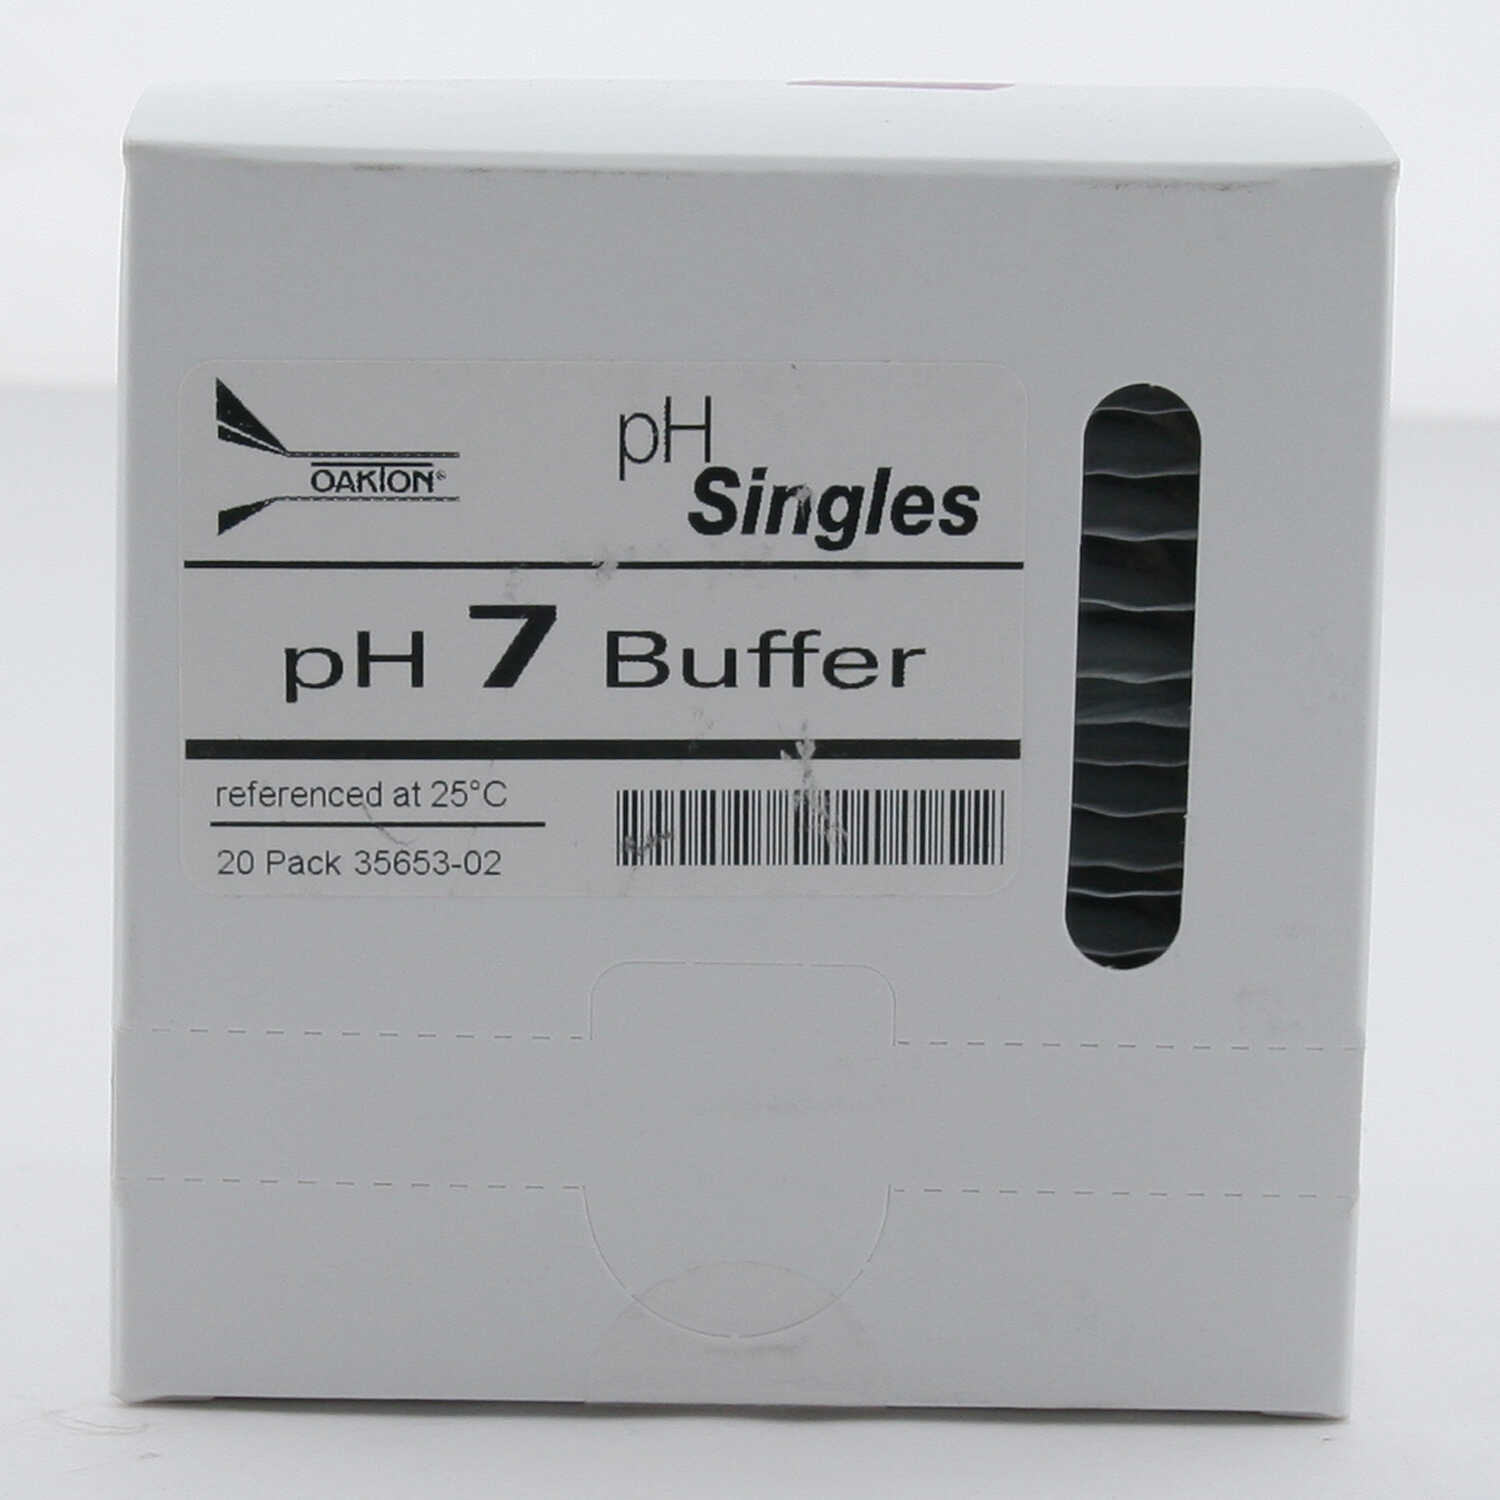 OAKTON®
pH
Singles
pH 7 Buffer
referenced at 25°C
20 Pack 35653-02